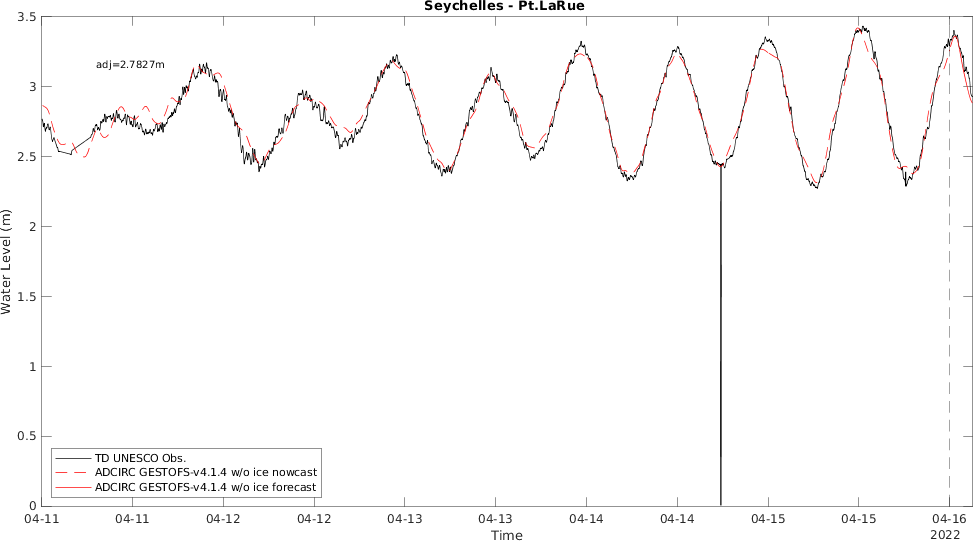 Seychelles - Pt.LaRue
adj=2.7827m
3.5
3
2.5
2
1.5
1
0.5
0
Water Level (m)
TD UNESCO Obs.
ADCIRC GESTOFS-v4.1.4 w/o ice nowcast
ADCIRC GESTOFS-v4.1.4 w/o ice forecast
04-11 04-11 04-12 04-12 04-13 04-13 04-14 04-14 04-15 04-15 04-16
Time
2022